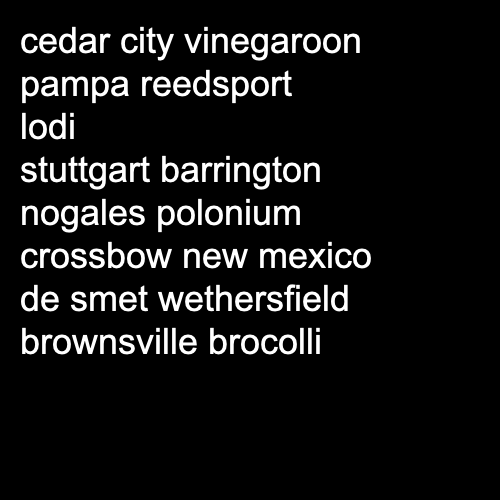 cedar city vinegaroon
pampa reedsport
lodi
stuttgart barrington
nogales polonium
crossbow new mexico
de smet wethersfield
brownsville brocolli